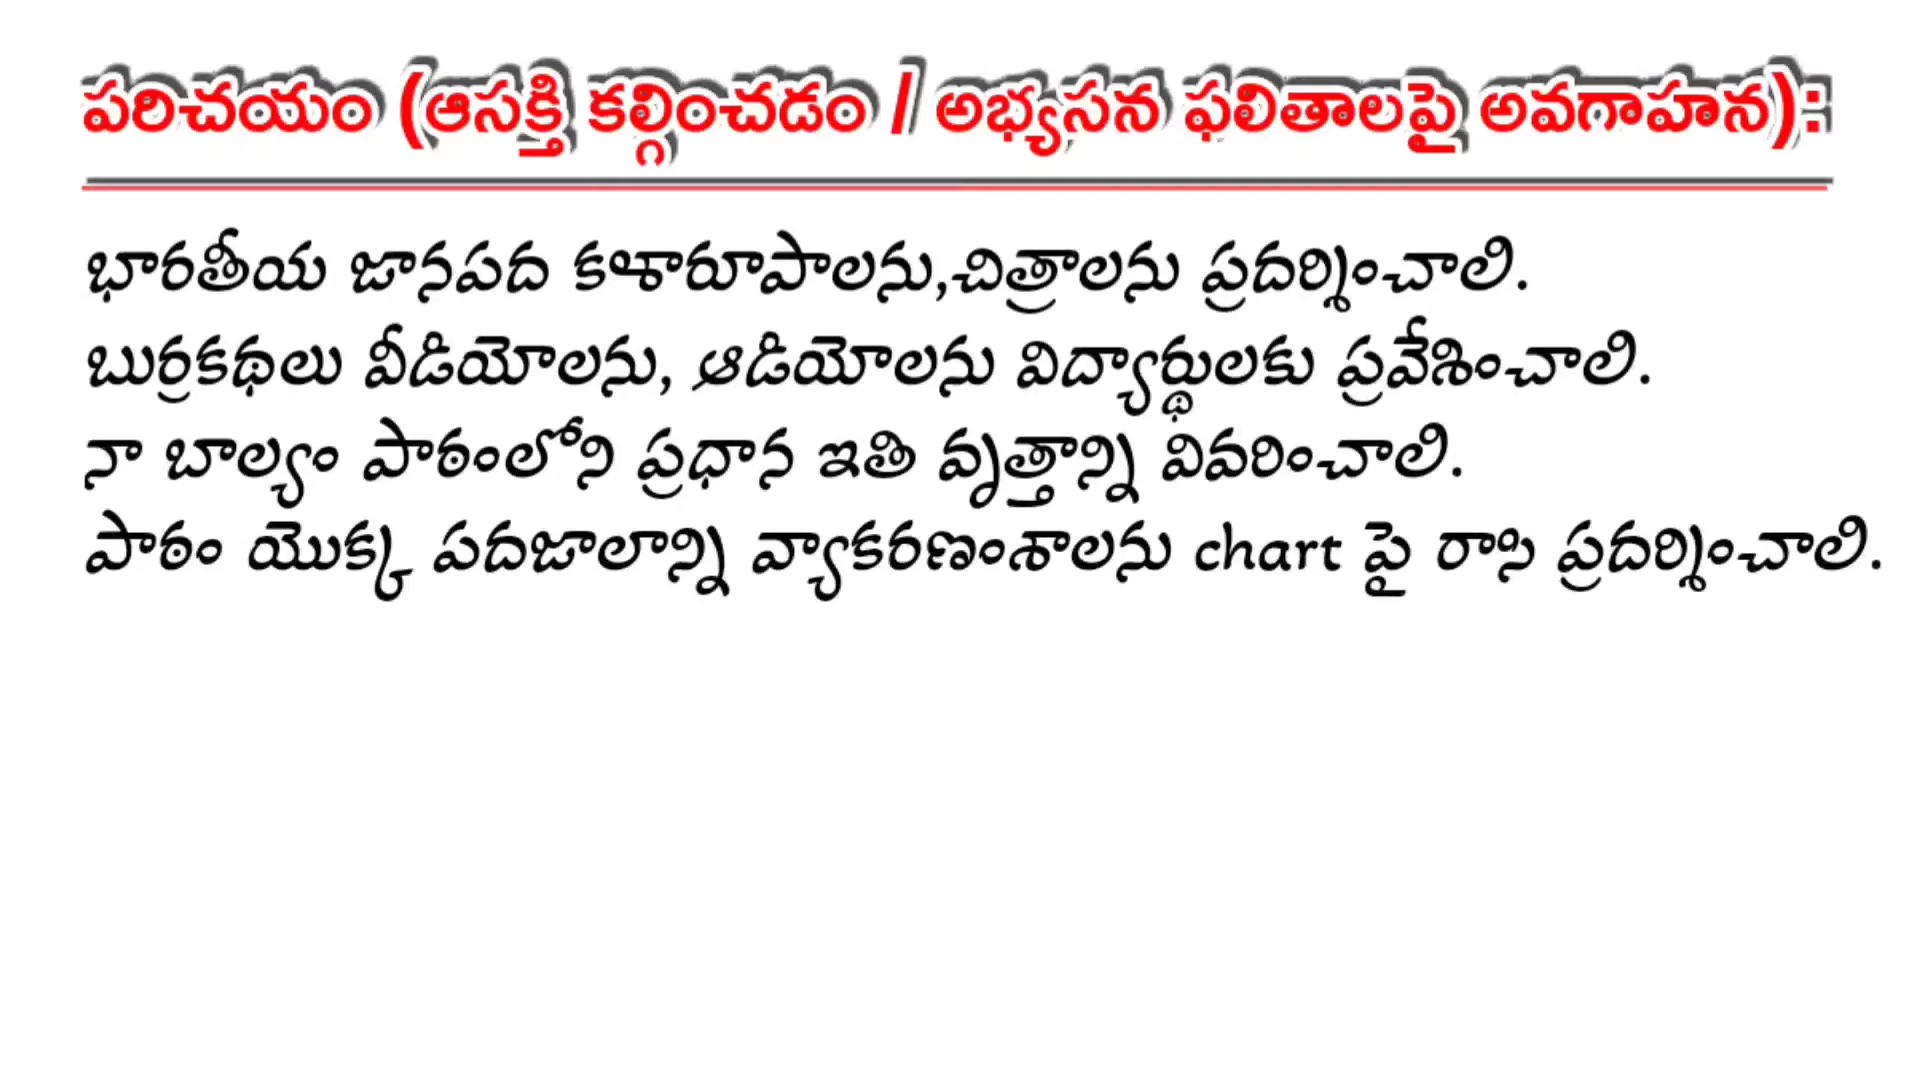 పరిచయం (ఆసక్తి కల్గించడం / అభ్యసన ఫలితాలపై అవగాహన):
భారతీయ జానపద కళారూపాలను,చిత్రాలను ప్రదర్శించాలి.
బుర్రకథలు వీడియోలను, ఆడియోలను విద్యార్థులకు ప్రవేశించాలి.
నా బాల్యం పాఠంలోని ప్రధాన ఇతి వృత్తాన్ని వివరించాలి.
పాఠం యొక్క పదజాలాన్ని వ్యాకరణంశాలను chart పై రాసి ప్రదర్శించాలి.